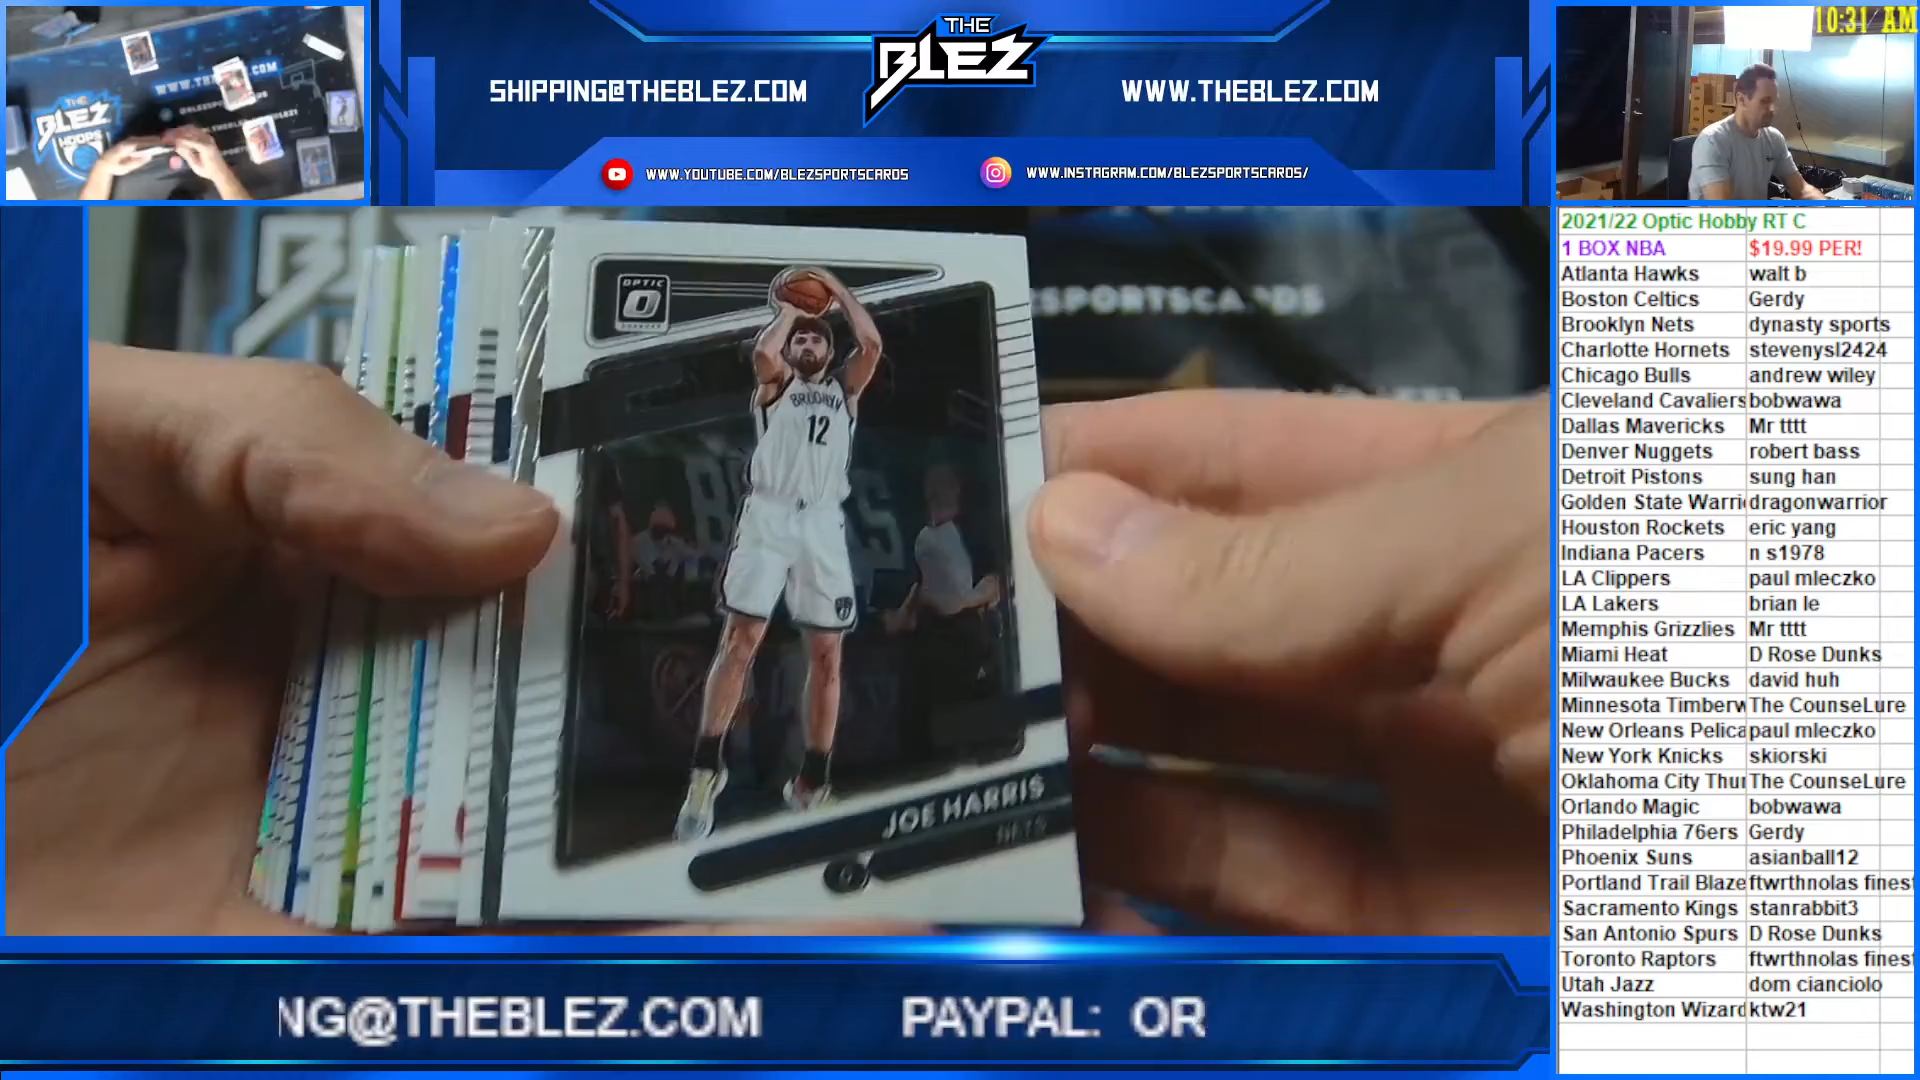 THE
BLEZ
SHIPPING@THEBLEZ.COM
WWW.THEBLEZ.COM
WWW.YOUTUBE.COM/BLEZSPORTSCARDS
WWW.INSTAGRAM.COM/BLEZSPORTSCARDS/
THE
BLEZ
HOOPS
10:31 AM
OPTIC
BROOKLYN
12
JOE HARRIS
NETS
2021/22 Optic Hobby RT C
1 BOX NBA $19.99 PER!
Atlanta Hawks walt b
Boston Celtics Gerdy
Brooklyn Nets dynasty sports
Charlotte Hornets stevenysl2424
Chicago Bulls andrew wiley
Cleveland Cavaliers bobwawa
Dallas Mavericks Mr tttt
Denver Nuggets robert bass
Detroit Pistons sung han
Golden State Warri dragonwarrior
Houston Rockets eric yang
Indiana Pacers n s1978
LA Clippers paul mleczko
LA Lakers brian le
Memphis Grizzlies Mr tttt
Miami Heat D Rose Dunks
Milwaukee Bucks david huh
Minnesota Timberw The CounseLure
New Orleans Pelica paul mleczko
New York Knicks skiorski
Oklahoma City Thu The CounseLure
Orlando Magic bobwawa
Philadelphia 76ers Gerdy
Phoenix Suns asianball12
Portland Trail Blaze ftwrthnolas finest
Sacramento Kings stanrabbit3
San Antonio Spurs D Rose Dunks
Toronto Raptors ftwrthnolas finest
Utah Jazz dom cianciolo
Washington Wizard ktw21
NG@THEBLEZ.COM PAYPAL: OR